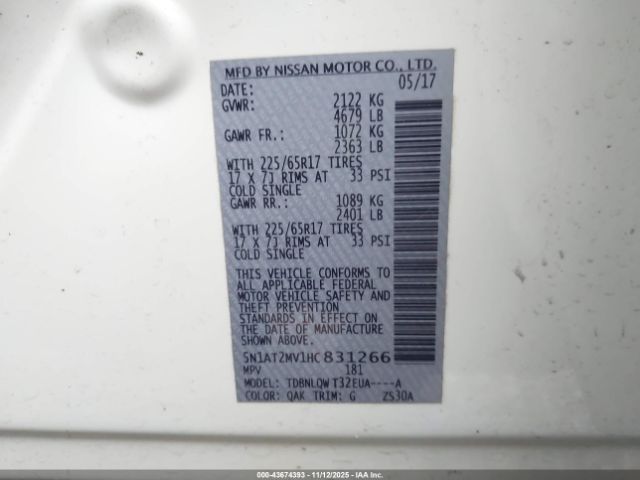 MFD BY NISSAN MOTOR CO., LTD.
DATE: 05/17
GVWR: 2122 KG
4679 LB
GAWR FR.: 1072 KG
2363 LB
WITH 225/65R17 TIRES
17 X 7J RIMS AT 33 PSI
COLD SINGLE
GAWR RR.: 1089 KG
2401 LB
WITH 225/65R17 TIRES
17 X 7J RIMS AT 33 PSI
COLD SINGLE
THIS VEHICLE CONFORMS TO
ALL APPLICABLE FEDERAL
MOTOR VEHICLE SAFETY AND
THEFT PREVENTION
STANDARDS IN EFFECT ON
THE DATE OF MANUFACTURE
SHOWN ABOVE.
5N1AT2MV1HC831266
MPV 181
MODEL: TDBNLQW T32EUA----A
COLOR: QAK TRIM: G ZS30A
000-43674393 - 11/12/2025 - IAA Inc.